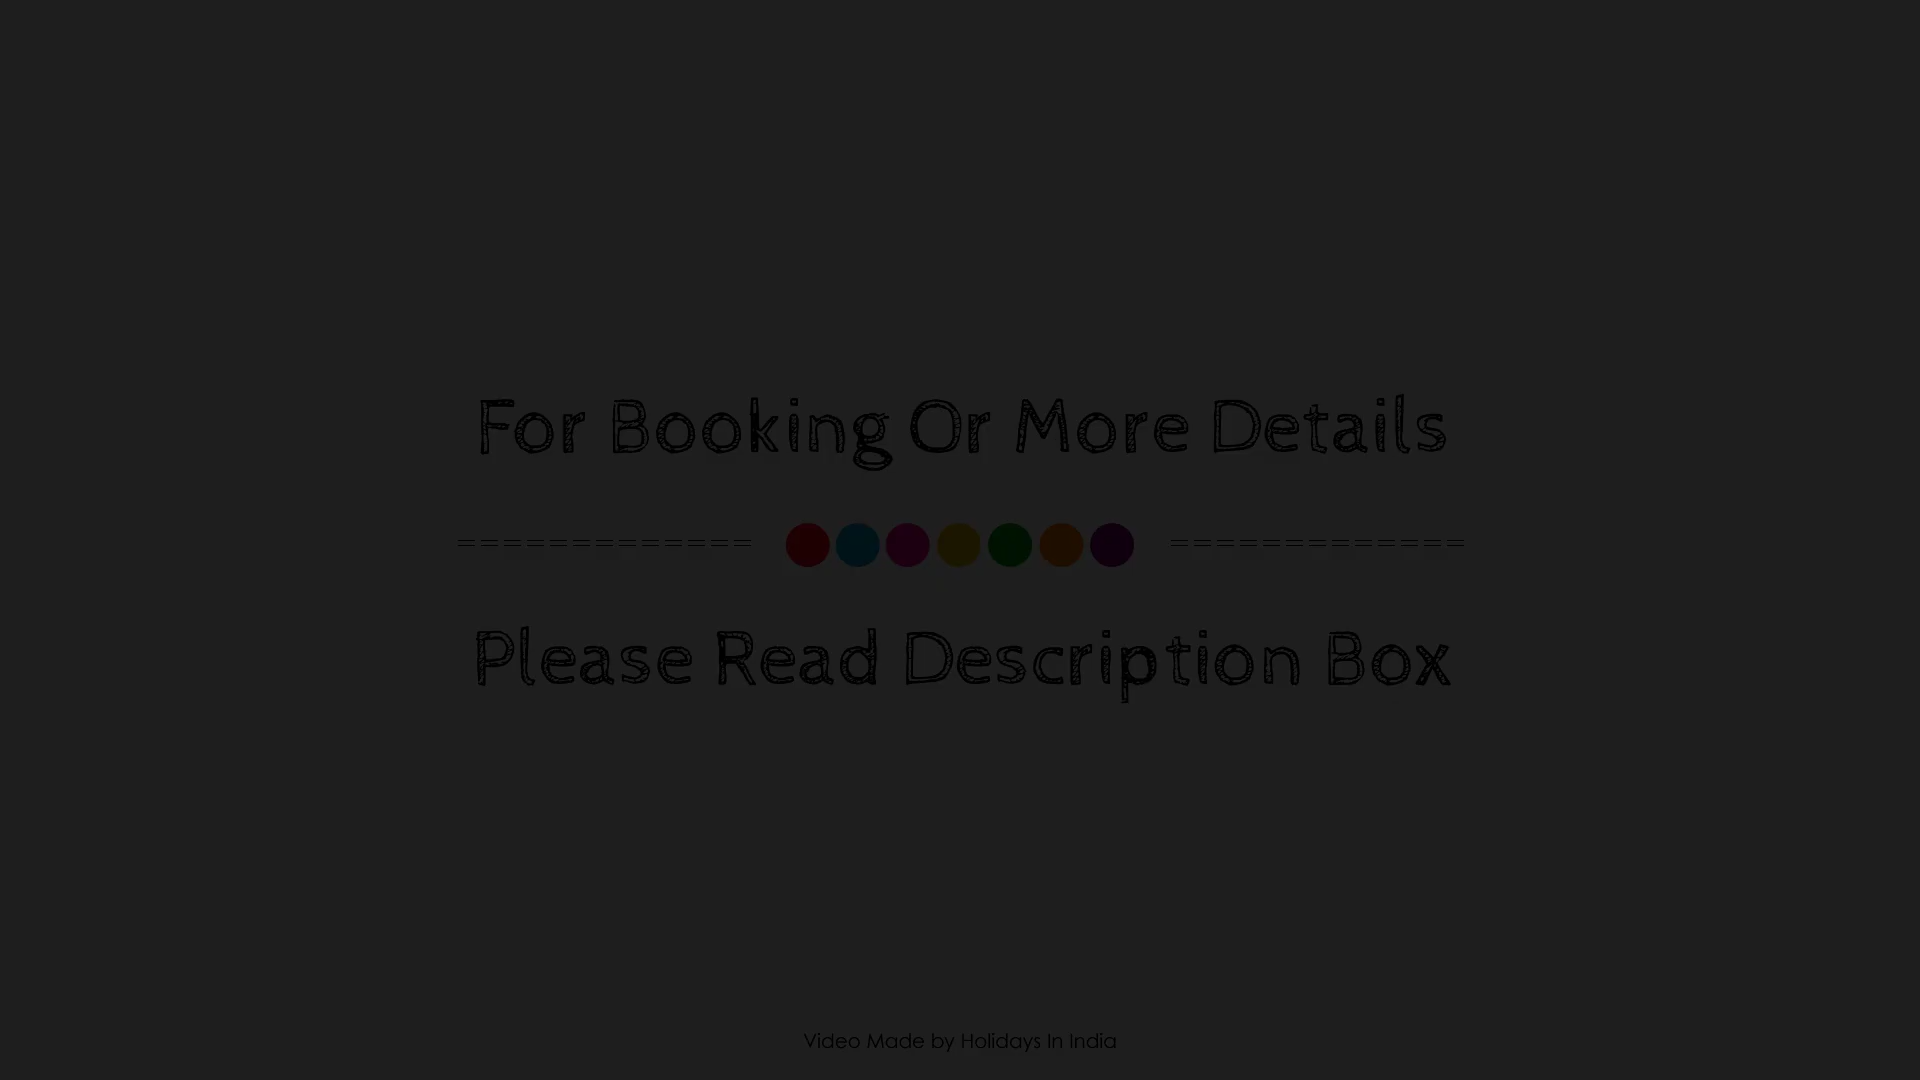 For Booking Or More Details
============= =============
Please Read Description Box
Video Made by Holidays In India